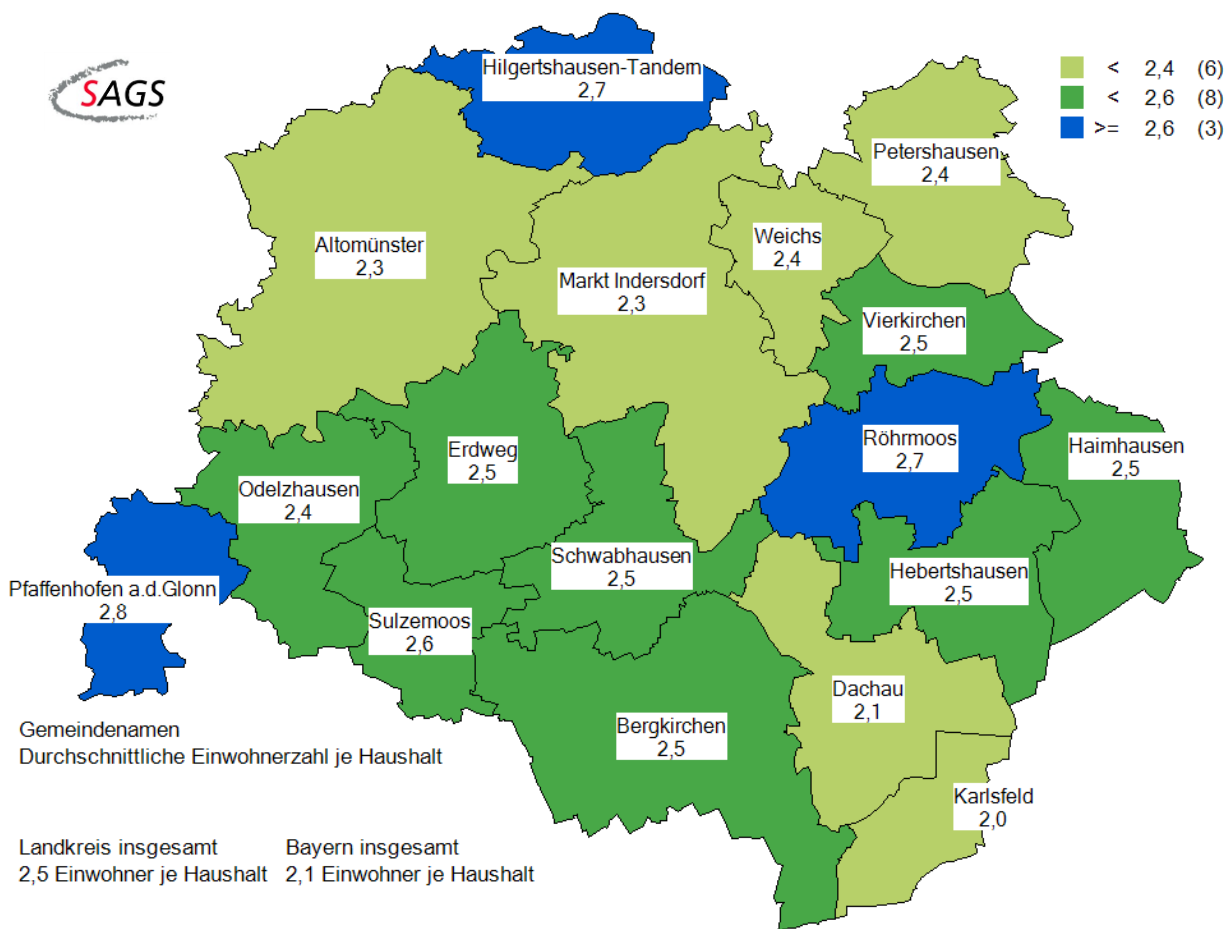 SAGS
< 2,4 (6)
< 2,6 (8)
>= 2,6 (3)
Hilgertshausen-Tandern
2,7
Petershausen
2,4
Altomünster
2,3
Weichs
2,4
Markt Indersdorf
2,3
Vierkirchen
2,5
Röhrmoos
2,7
Haimhausen
2,5
Erdweg
2,5
Odelzhausen
2,4
Schwabhausen
2,5
Hebertshausen
2,5
Pfaffenhofen a.d.Glonn
2,8
Sulzemoos
2,6
Dachau
2,1
Bergkirchen
2,5
Karlsfeld
2,0
Gemeindenamen
Durchschnittliche Einwohnerzahl je Haushalt
Landkreis insgesamt
2,5 Einwohner je Haushalt
Bayern insgesamt
2,1 Einwohner je Haushalt